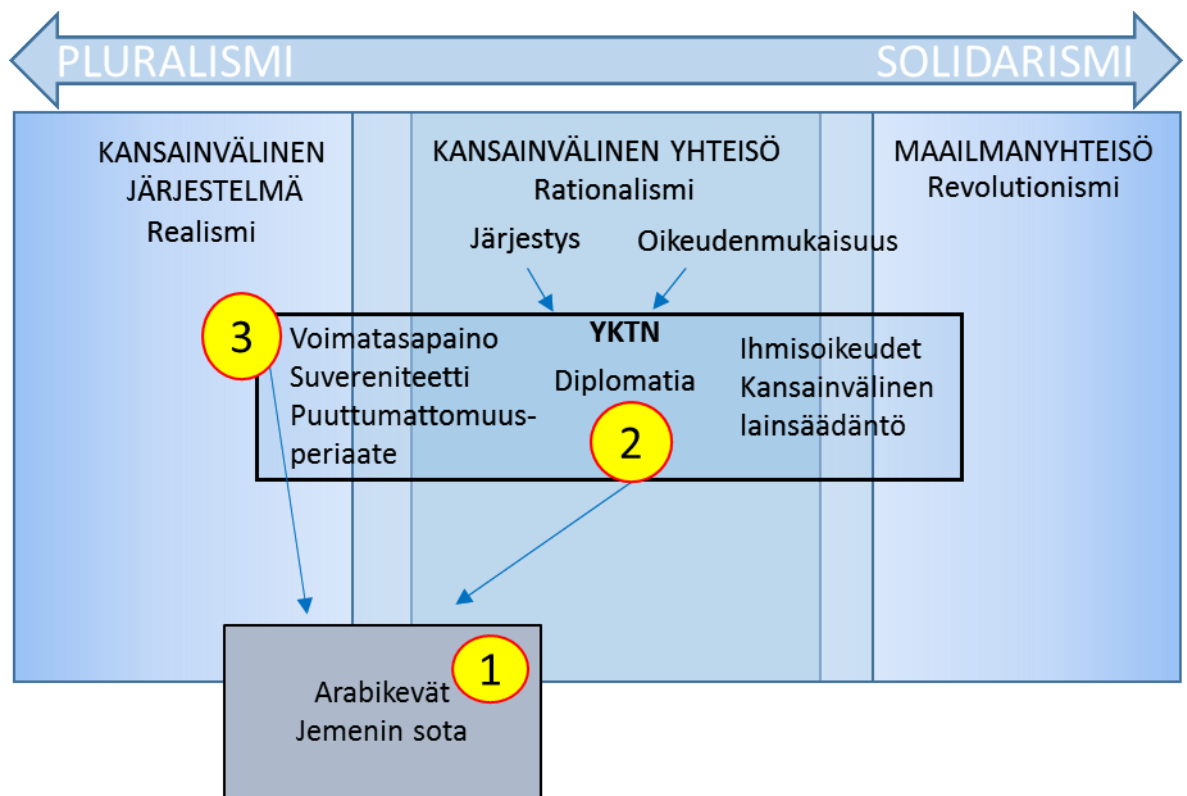 PLURALISMI
SOLIDARISMI
KANSAINVÄLINEN
JÄRJESTELMÄ
Realismi
KANSAINVÄLINEN YHTEISÖ
Rationalismi
MAAILMANYHTEISÖ
Revolutionismi
Järjestys
Oikeudenmukaisuus
3
Voimatasapaino
Suvereniteetti
Puuttumattomuus-
periaate
YKTN
Diplomatia
2
Ihmisoikeudet
Kansainvälinen
lainsäädäntö
1
Arabikevät
Jemenin sota